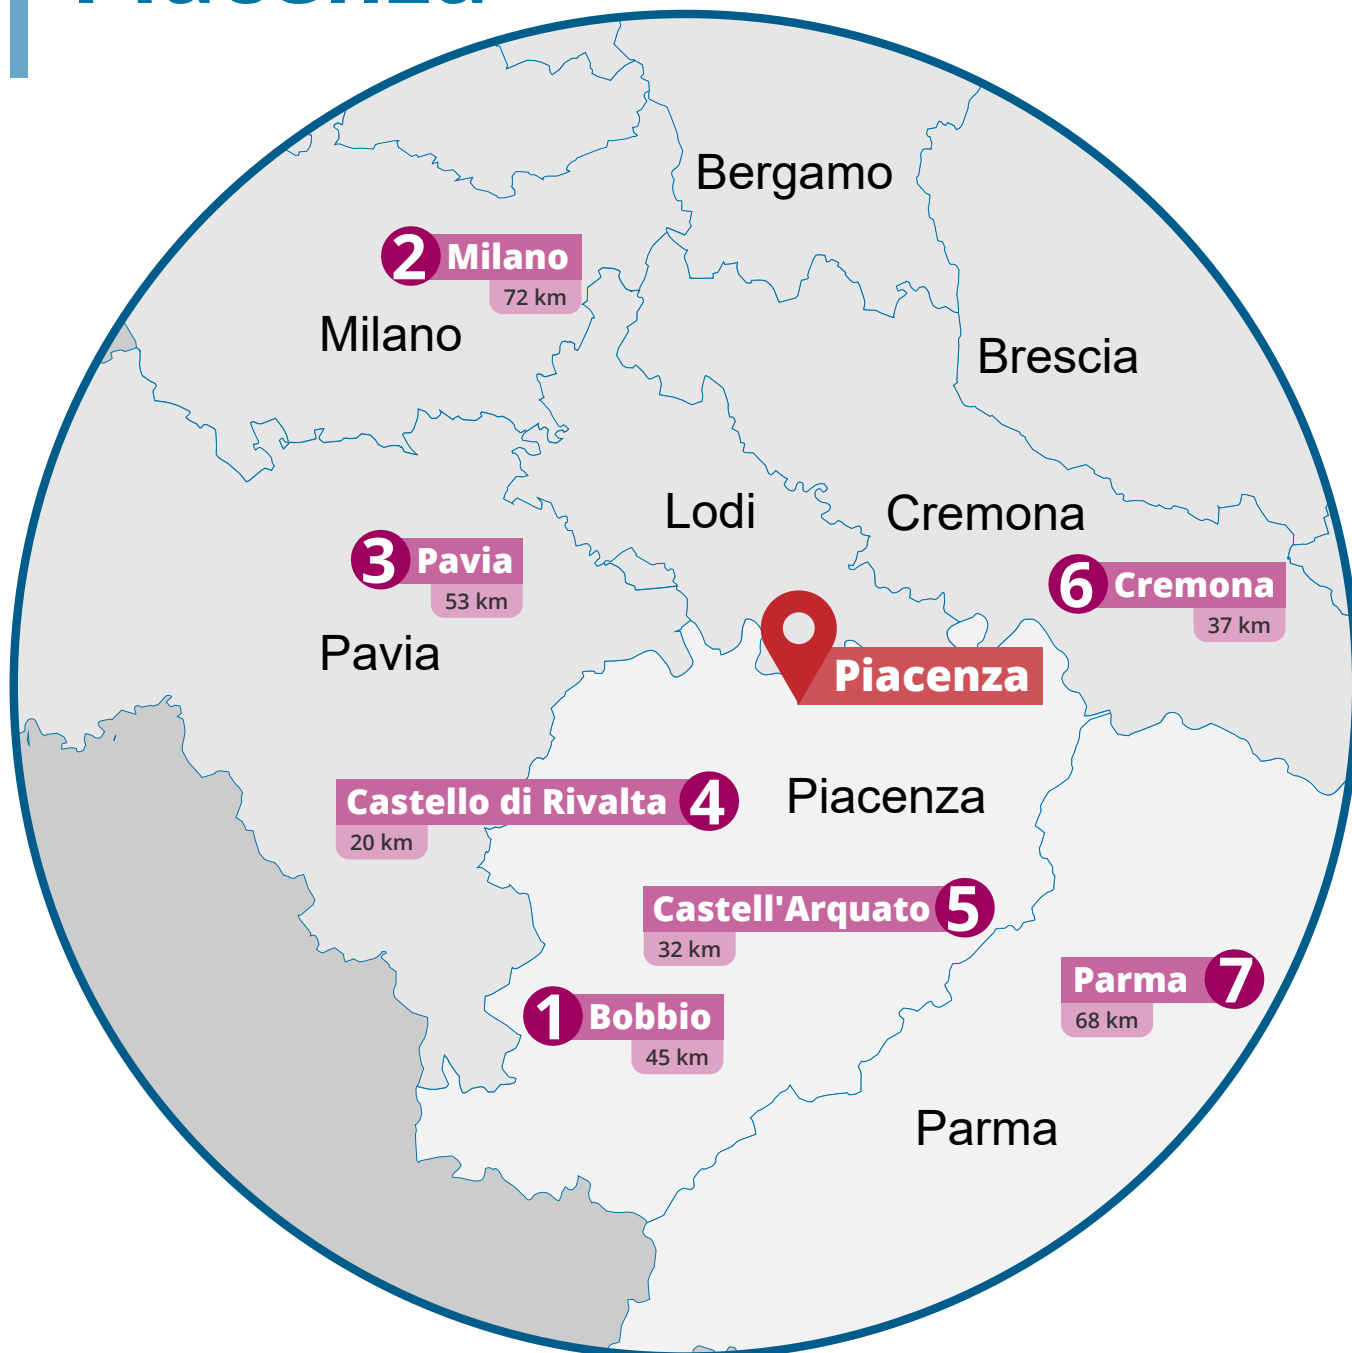 Piacenza
Bergamo
2 Milano
72 km
Milano
Brescia
Lodi
Cremona
3 Pavia
53 km
6 Cremona
37 km
Pavia
Piacenza
Castello di Rivalta 4
20 km
Piacenza
Castell'Arquato 5
32 km
Parma 7
68 km
1 Bobbio
45 km
Parma